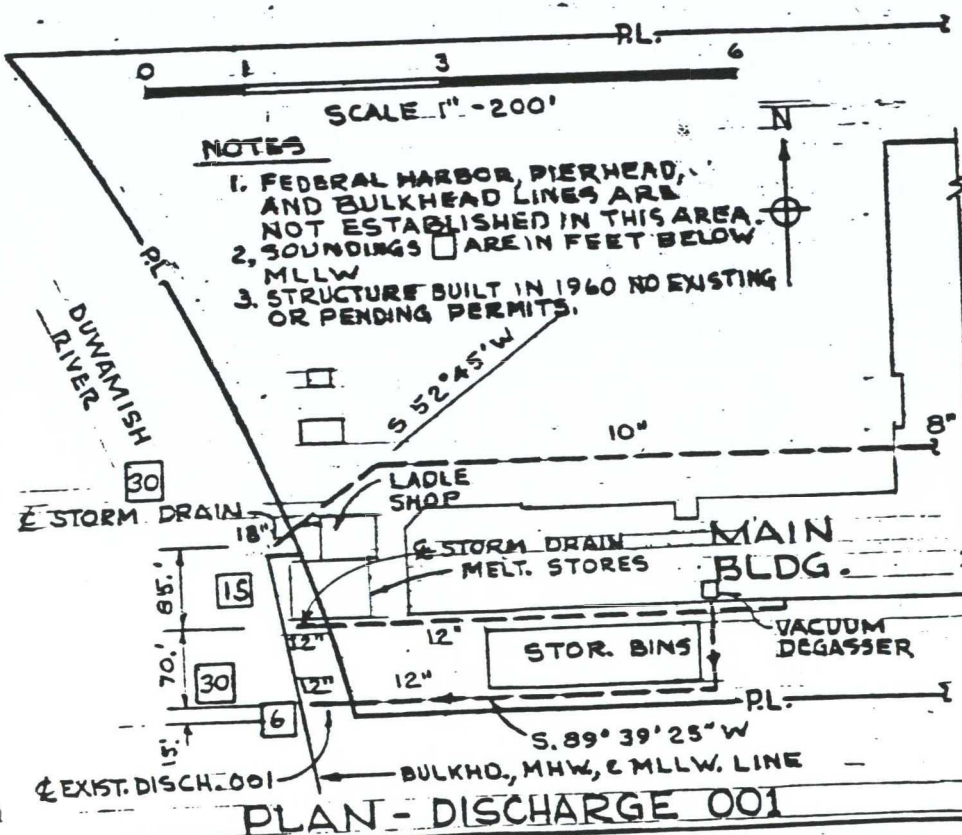 P.L.
0 1 3 6
SCALE 1" - 200'
N
NOTES
1. FEDERAL HARBOR, PIERHEAD,
AND BULKHEAD LINES ARE
NOT ESTABLISHED IN THIS AREA.
2, SOUNDINGS □ ARE IN FEET BELOW
MLLW
3. STRUCTURE BUILT IN 1960 NO EXISTING
OR PENDING PERMITS.
P.L.
DUWAMISH
RIVER
S 52°45'W
10"
8"
30
LADLE
SHOP
℄ STORM DRAIN
18"
℄ STORM DRAIN
MELT. STORES
MAIN
BLDG.
85.'
15
12"
12"
STOR. BINS
VACUUM
DEGASSER
70.'
30
12"
12"
P.L.
6
15'
S. 89° 39' 25" W
℄ EXIST. DISCH. 001
BULKHD., MHW, & MLLW. LINE
PLAN - DISCHARGE 001